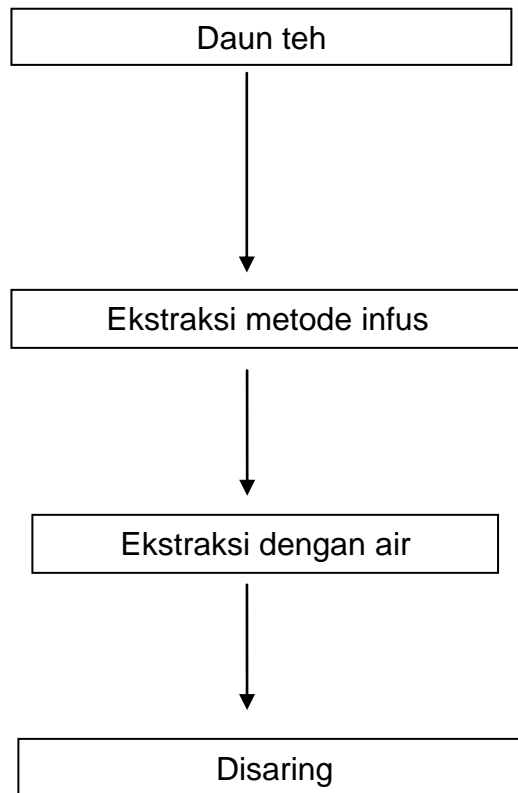 Daun teh
Ekstraksi metode infus
Ekstraksi dengan air
Disaring